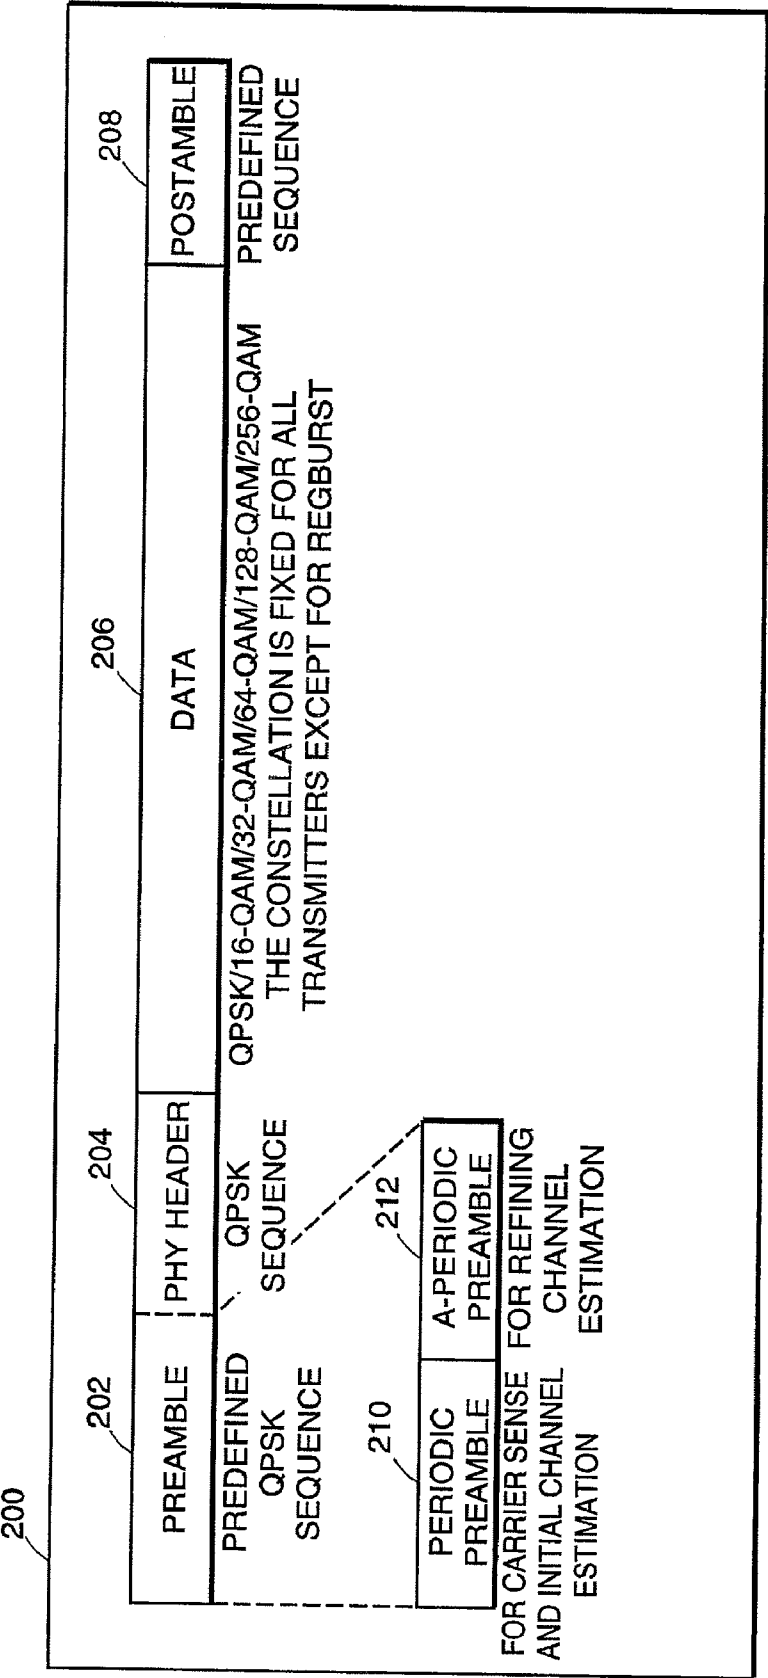 200
202
204
206
208
PREAMBLE
PHY HEADER
DATA
POSTAMBLE
PREDEFINED
QPSK
SEQUENCE
QPSK
SEQUENCE
QPSK/16-QAM/32-QAM/64-QAM/128-QAM/256-QAM
THE CONSTELLATION IS FIXED FOR ALL
TRANSMITTERS EXCEPT FOR REGBURST
PREDEFINED
SEQUENCE
210
212
PERIODIC
PREAMBLE
A-PERIODIC
PREAMBLE
FOR CARRIER SENSE
AND INITIAL CHANNEL
ESTIMATION
FOR REFINING
CHANNEL
ESTIMATION